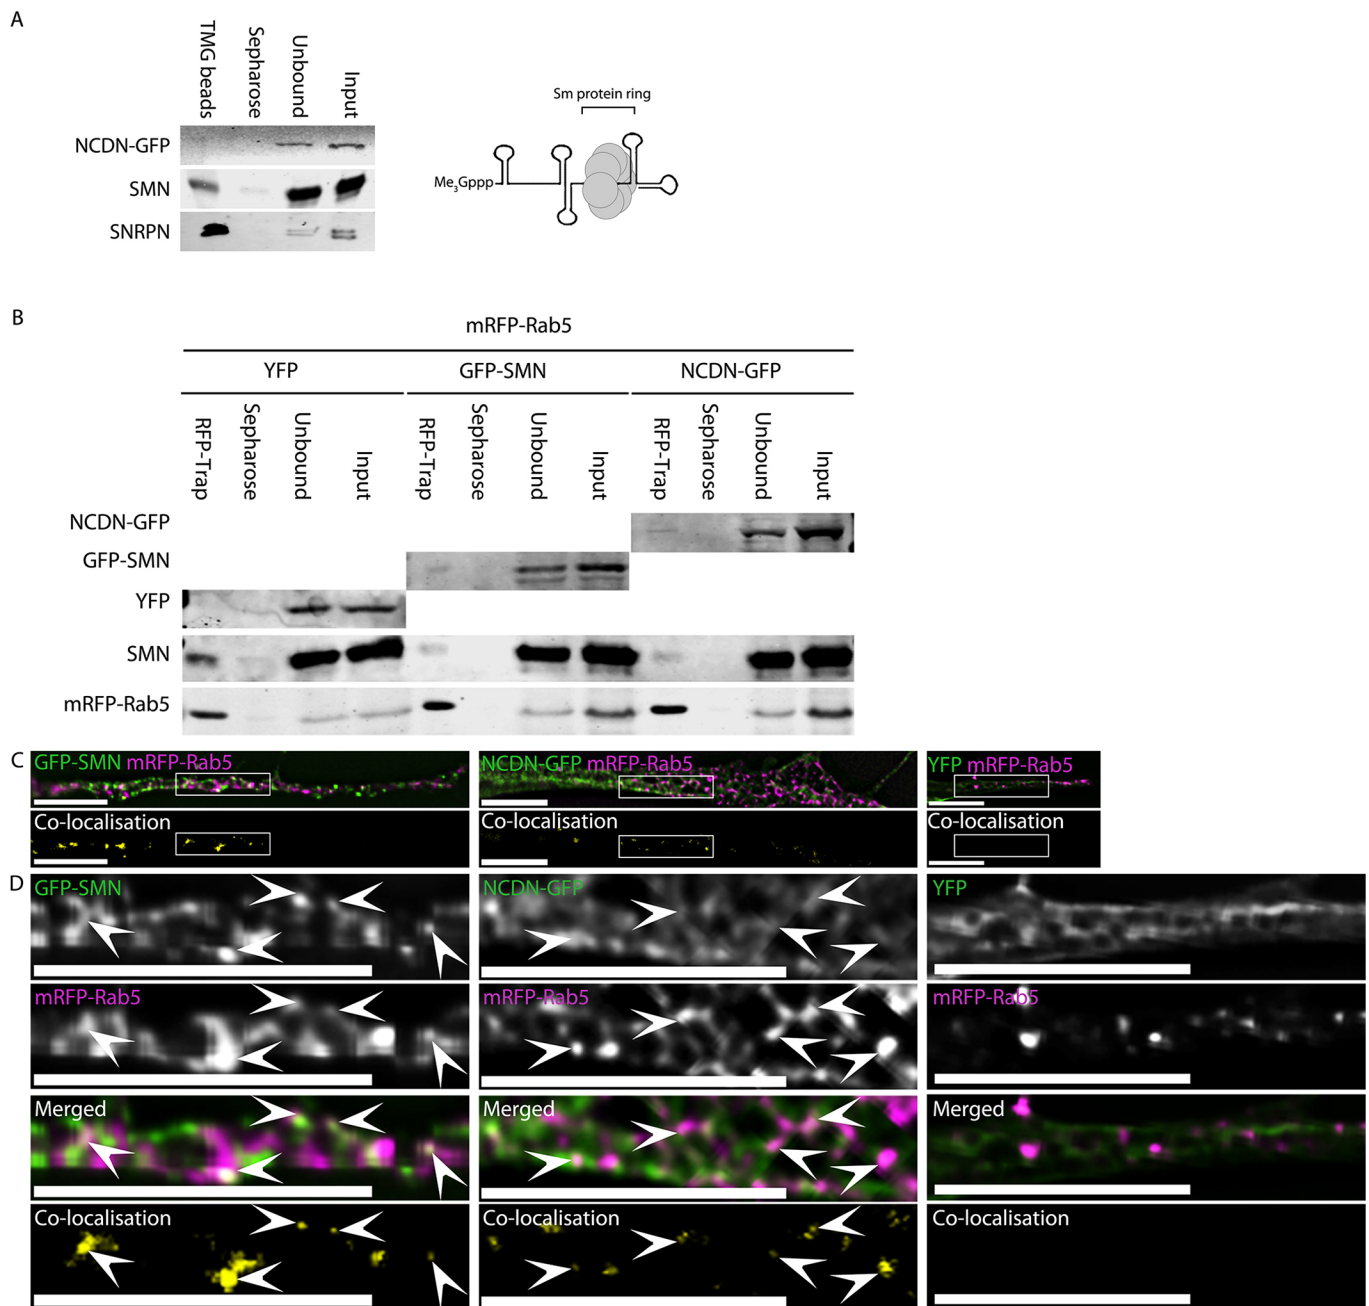 A
TMG beads
Sepharose
Unbound
Input
NCDN-GFP
SMN
SNRPN
Sm protein ring
Me3Gppp
B
mRFP-Rab5
YFP
GFP-SMN
NCDN-GFP
RFP-Trap
Sepharose
Unbound
Input
RFP-Trap
Sepharose
Unbound
Input
RFP-Trap
Sepharose
Unbound
Input
NCDN-GFP
GFP-SMN
YFP
SMN
mRFP-Rab5
C
GFP-SMN mRFP-Rab5
NCDN-GFP mRFP-Rab5
YFP mRFP-Rab5
Co-localisation
Co-localisation
Co-localisation
D
GFP-SMN
NCDN-GFP
YFP
mRFP-Rab5
mRFP-Rab5
mRFP-Rab5
Merged
Merged
Merged
Co-localisation
Co-localisation
Co-localisation